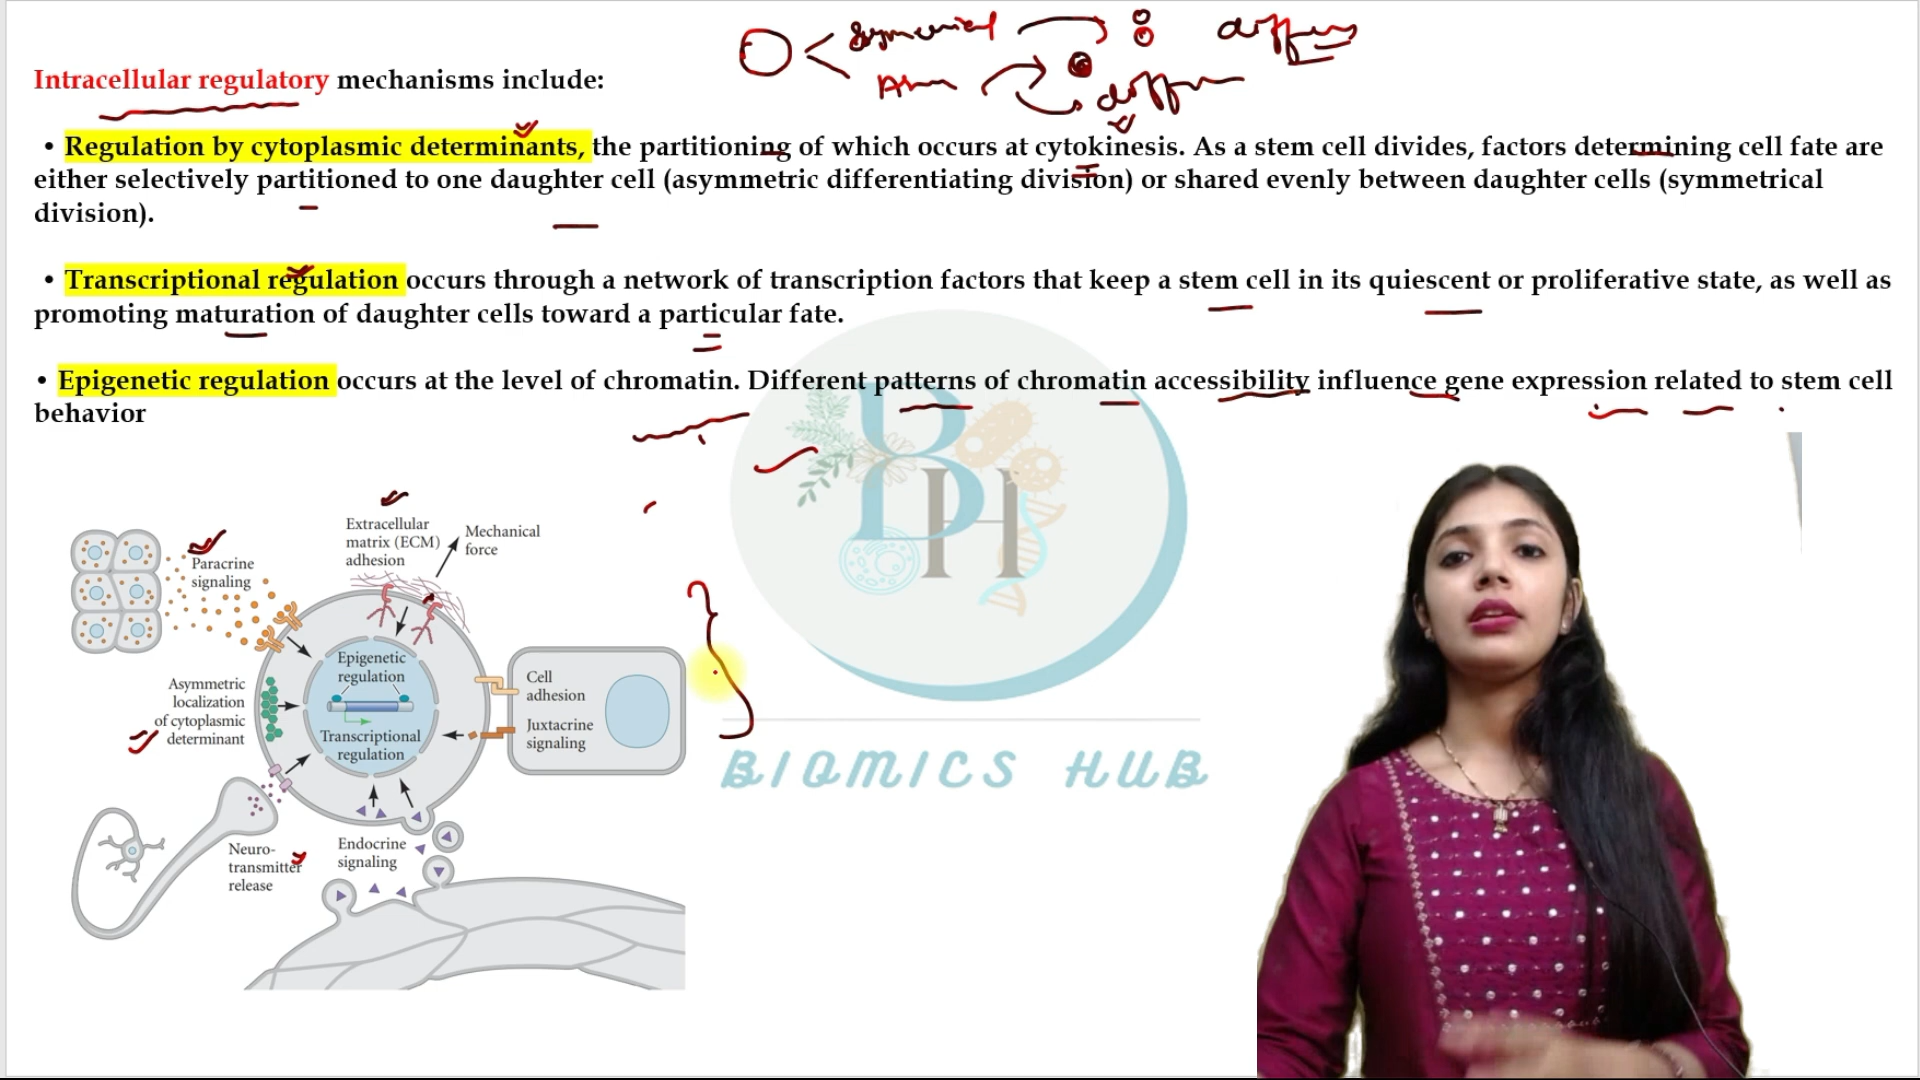 Symmetrical
Intracellular regulatory mechanisms include:
• Regulation by cytoplasmic determinants, the partitioning of which occurs at cytokinesis. As a stem cell divides, factors determining cell fate are
either selectively partitioned to one daughter cell (asymmetric differentiating division) or shared evenly between daughter cells (symmetrical
division).
• Transcriptional regulation occurs through a network of transcription factors that keep a stem cell in its quiescent or proliferative state, as well as
promoting maturation of daughter cells toward a particular fate.
• Epigenetic regulation occurs at the level of chromatin. Different patterns of chromatin accessibility influence gene expression related to stem cell
behavior
Extracellular
matrix (ECM)
adhesion
Mechanical
force
Paracrine
signaling
Epigenetic
regulation
Asymmetric
localization
of cytoplasmic
determinant
Cell
adhesion
Transcriptional
regulation
Juxtacrine
signaling
Neuro-
transmitter
release
Endocrine
signaling
BH
BIOMICS HUB